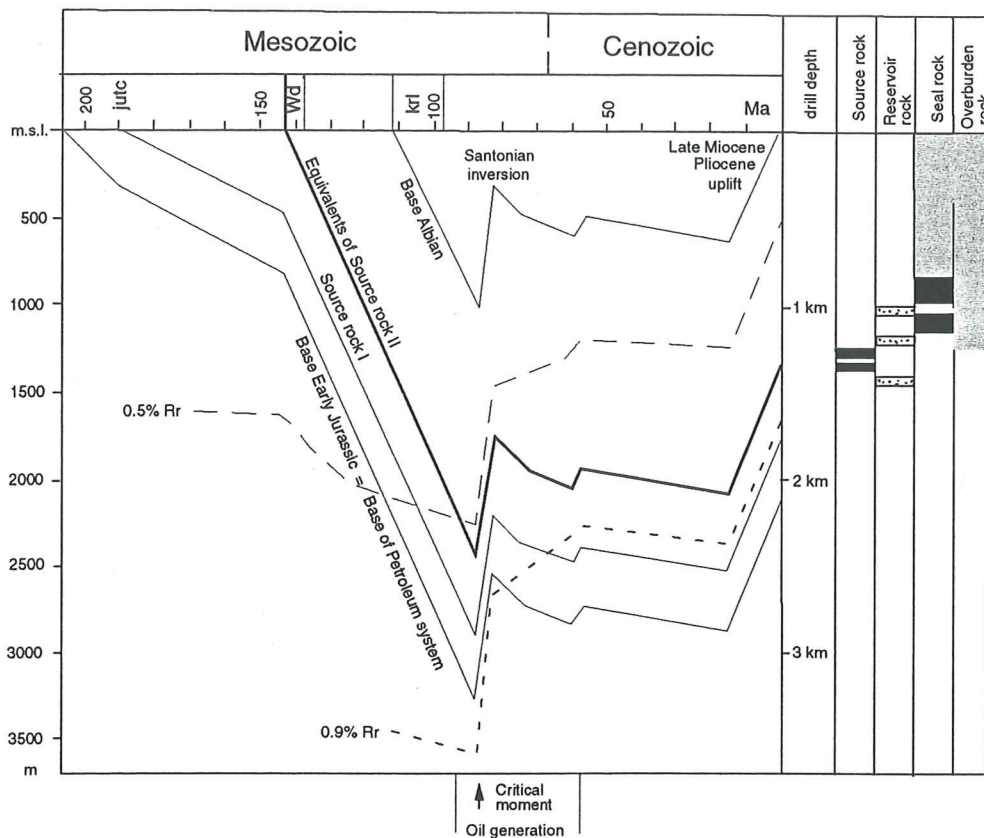 Mesozoic
Cenozoic
200
jutc
150
Wd
krl
100
50
Ma
drill depth
Source rock
Reservoir
rock
Seal rock
Overburden
rock
m.s.l.
500
1000
1500
2000
2500
3000
3500
m
Equivalents of Source rock II
Source rock I
Base Early Jurassic = Base of Petroleum system
Base Albian
Santonian
inversion
Late Miocene
Pliocene
uplift
0.5% Rr
0.9% Rr
1 km
2 km
3 km
Critical
moment
Oil generation